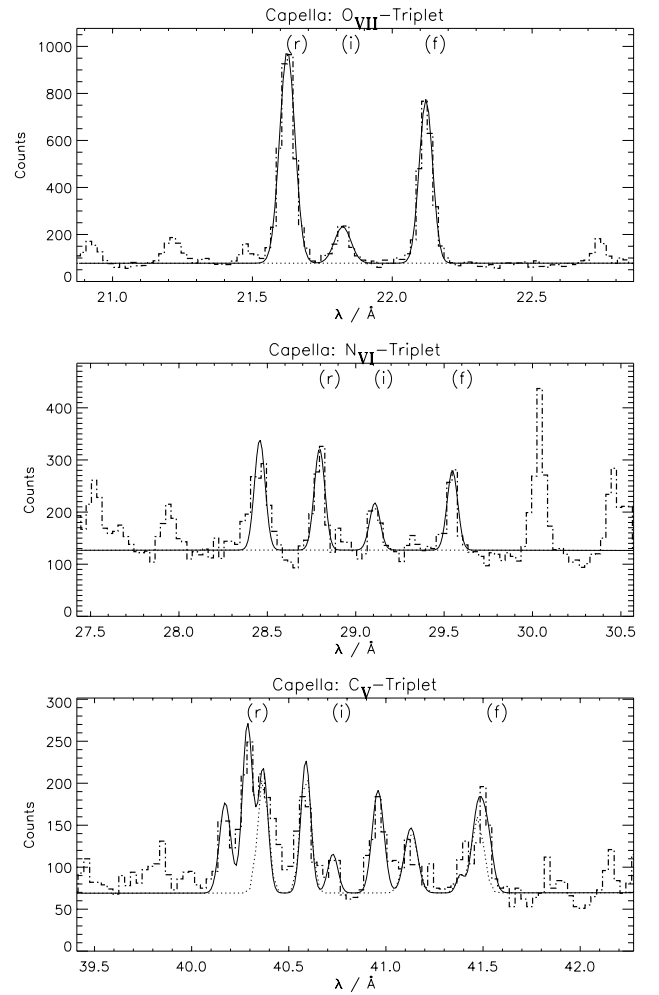 Capella: O VII-Triplet
(r) (i) (f)
1000
800
600
400
200
0
Counts
21.0 21.5 22.0 22.5
λ / Å
Capella: N VI-Triplet
(r) (i) (f)
400
300
200
100
0
Counts
27.5 28.0 28.5 29.0 29.5 30.0 30.5
λ / Å
Capella: C V-Triplet
(r) (i) (f)
300
250
200
150
100
50
0
Counts
39.5 40.0 40.5 41.0 41.5 42.0
λ / Å